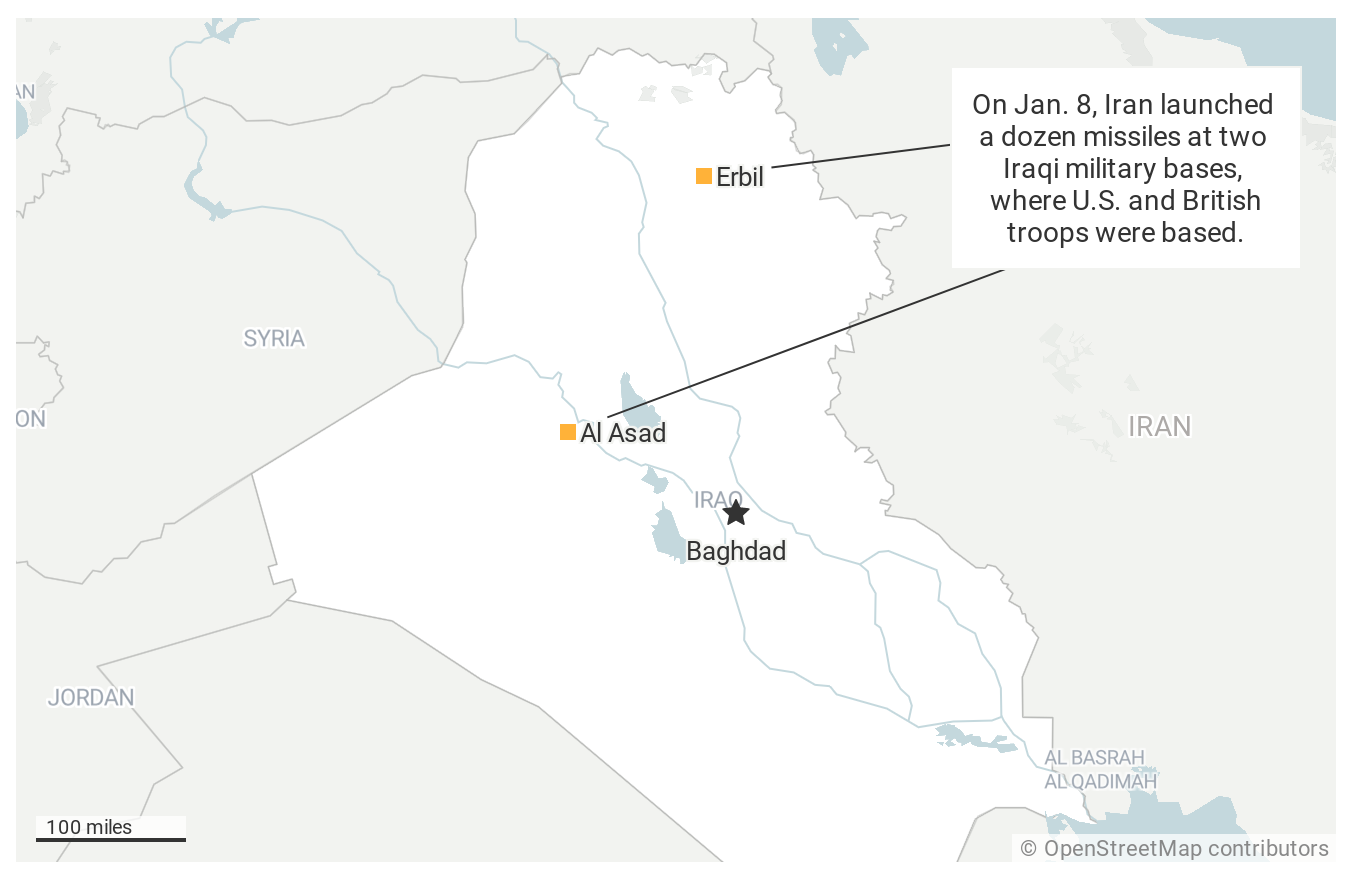 AN
On Jan. 8, Iran launched
a dozen missiles at two
Iraqi military bases,
where U.S. and British
troops were based.
Erbil
SYRIA
ON
IRAN
Al Asad
IRAQ
Baghdad
JORDAN
AL BASRAH
AL QADIMAH
100 miles
© OpenStreetMap contributors